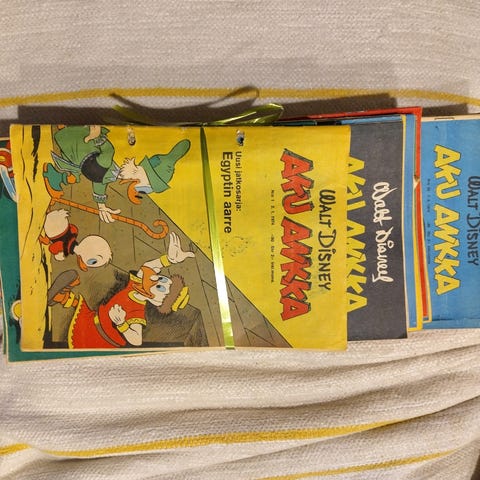 WALT DISNEY
AKU ANKKA
Uusi jatkosarja:
Egyptin aarre
Walt Disney
AKU ANKKA
WALT DISNEY
AKU ANKKA